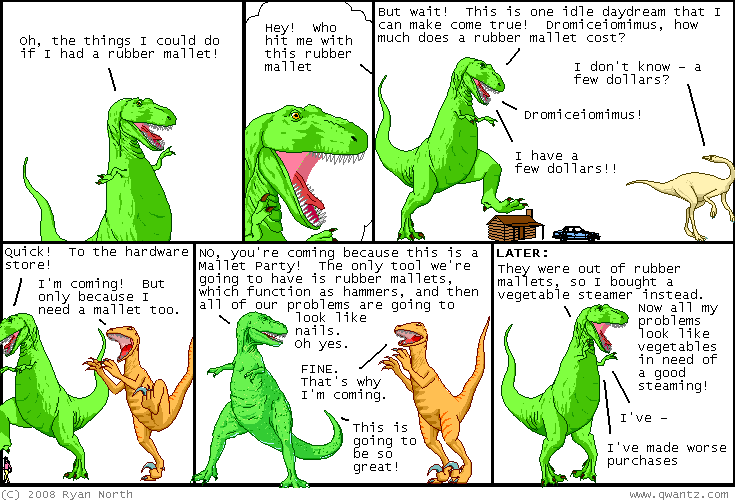 Oh, the things I could do
if I had a rubber mallet!
Hey!  Who
hit me with
this rubber
mallet
But wait!  This is one idle daydream that I
can make come true!  Dromiceiomimus, how
much does a rubber mallet cost?
I don't know – a
few dollars?
Dromiceiomimus!
I have a
few dollars!!
Quick!  To the hardware
store!
I'm coming!  But
only because I
need a mallet too.
NO, you're coming because this is a
Mallet Party!  The only tool we're
going to have is rubber mallets,
which function as hammers, and then
all of our problems are going to
look like
nails.
Oh yes.
FINE.
That's why
I'm coming.
This is
going to
be so
great!
LATER:
They were out of rubber
mallets, so I bought a
vegetable steamer instead.
Now all my
problems
look like
vegetables
in need of
a good
steaming!
I've –
I've made worse
purchases
(C) 2008 Ryan North
www.qwantz.com